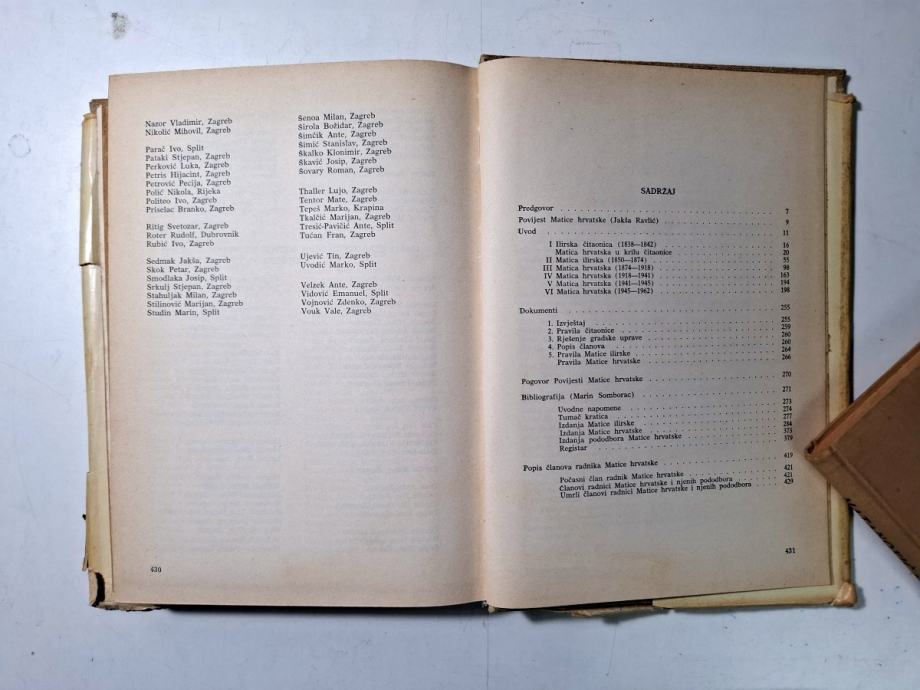 Nazor Vladimir, Zagreb
Nikolić Mihovil, Zagreb
Parač Ivo, Split
Pataki Stjepan, Zagreb
Perković Luka, Zagreb
Petris Hijacint, Zagreb
Petrović Pecija, Zagreb
Polić Nikola, Rijeka
Politeo Ivo, Zagreb
Priselac Branko, Zagreb
Ritig Svetozar, Zagreb
Roter Rudolf, Dubrovnik
Rubić Ivo, Zagreb
Sedmak Jakša, Zagreb
Skok Petar, Zagreb
Smodlaka Josip, Split
Srkulj Stjepan, Zagreb
Stahuljak Milan, Zagreb
Stilinović Marijan, Zagreb
Studin Marin, Split
Šenoa Milan, Zagreb
Širola Božidar, Zagreb
Šimčik Ante, Zagreb
Šimić Stanislav, Zagreb
Škalko Klonimir, Zagreb
Škavić Josip, Zagreb
Šovary Roman, Zagreb
Thaller Lujo, Zagreb
Tentor Mate, Zagreb
Tepeš Marko, Krapina
Tkalčić Marijan, Zagreb
Tresić-Pavičić Ante, Split
Tućan Fran, Zagreb
Ujević Tin, Zagreb
Uvodić Marko, Split
Velzek Ante, Zagreb
Vidović Emanuel, Split
Vojnović Zdenko, Zagreb
Vouk Vale, Zagreb
430
SADRŽAJ
Predgovor 7
Povijest Matice hrvatske (Jakša Ravlić) 9
Uvod 11
I Ilirska čitaonica (1838—1842) 16
Matica hrvatska u krilu čitaonice 20
II Matica ilirska (1850—1874) 55
III Matica hrvatska (1874—1918) 98
IV Matica hrvatska (1918—1941) 163
V Matica hrvatska (1941—1945) 194
VI Matica hrvatska (1945—1962) 198
Dokumenti 255
1. Izvještaj 255
2. Pravila čitaonice 259
3. Rješenje gradske uprave 260
4. Popis članova 260
5. Pravila Matice ilirske 264
Pravila Matice hrvatske 266
Pogovor Povijesti Matice hrvatske 270
Bibliografija (Marin Somborac) 271
Uvodne napomene 273
Tumač kratica 274
Izdanja Matice ilirske 277
Izdanja Matice hrvatske 284
Izdanja pododbora Matice hrvatske 373
Registar 379
Popis članova radnika Matice hrvatske 419
Počasni član radnik Matice hrvatske 421
Članovi radnici Matice hrvatske i njenih pododbora 421
Umrli članovi radnici Matice hrvatske i njenih pododbora 429
431